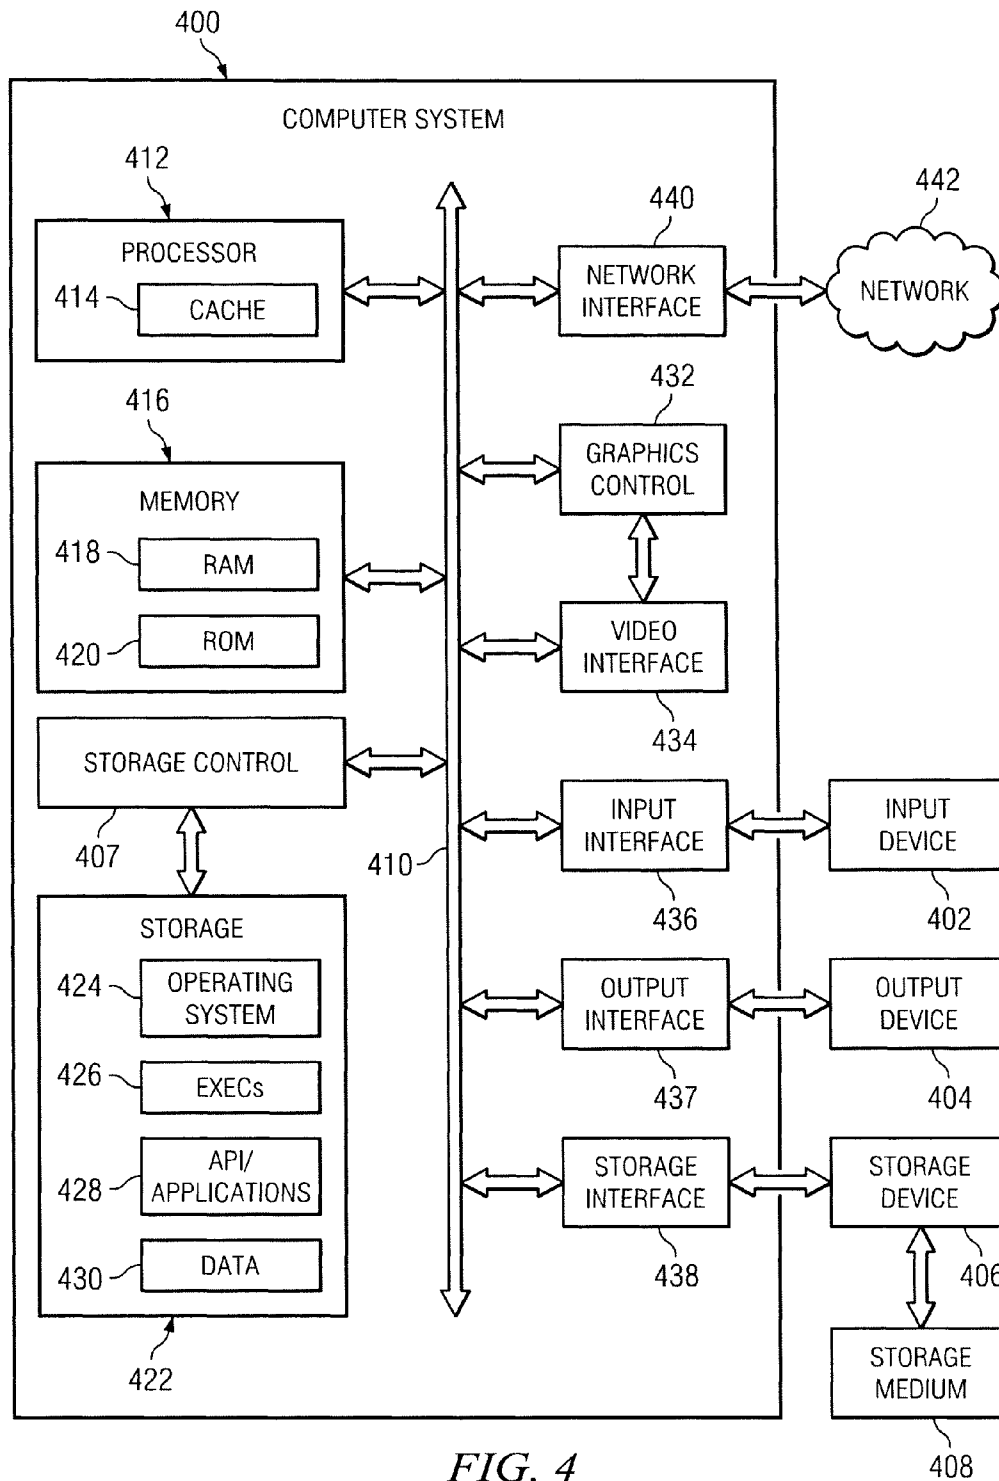 400
COMPUTER SYSTEM
412
PROCESSOR
414
CACHE
440
NETWORK
INTERFACE
442
NETWORK
416
MEMORY
418
RAM
420
ROM
432
GRAPHICS
CONTROL
VIDEO
INTERFACE
434
STORAGE CONTROL
407
410
INPUT
INTERFACE
436
INPUT
DEVICE
402
STORAGE
424
OPERATING
SYSTEM
426
EXECs
428
API/
APPLICATIONS
430
DATA
422
OUTPUT
INTERFACE
437
OUTPUT
DEVICE
404
STORAGE
INTERFACE
438
STORAGE
DEVICE
406
STORAGE
MEDIUM
408
FIG. 4